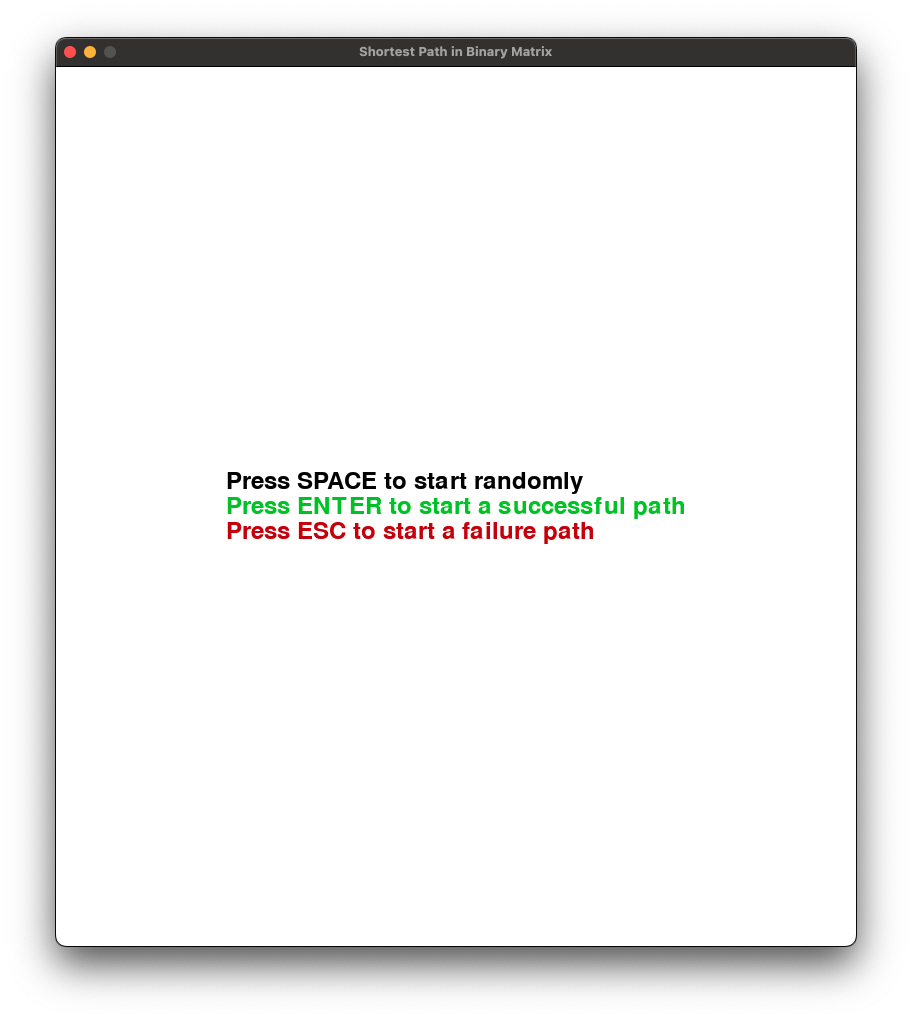 Shortest Path in Binary Matrix
Press SPACE to start randomly
Press ENTER to start a successful path
Press ESC to start a failure path